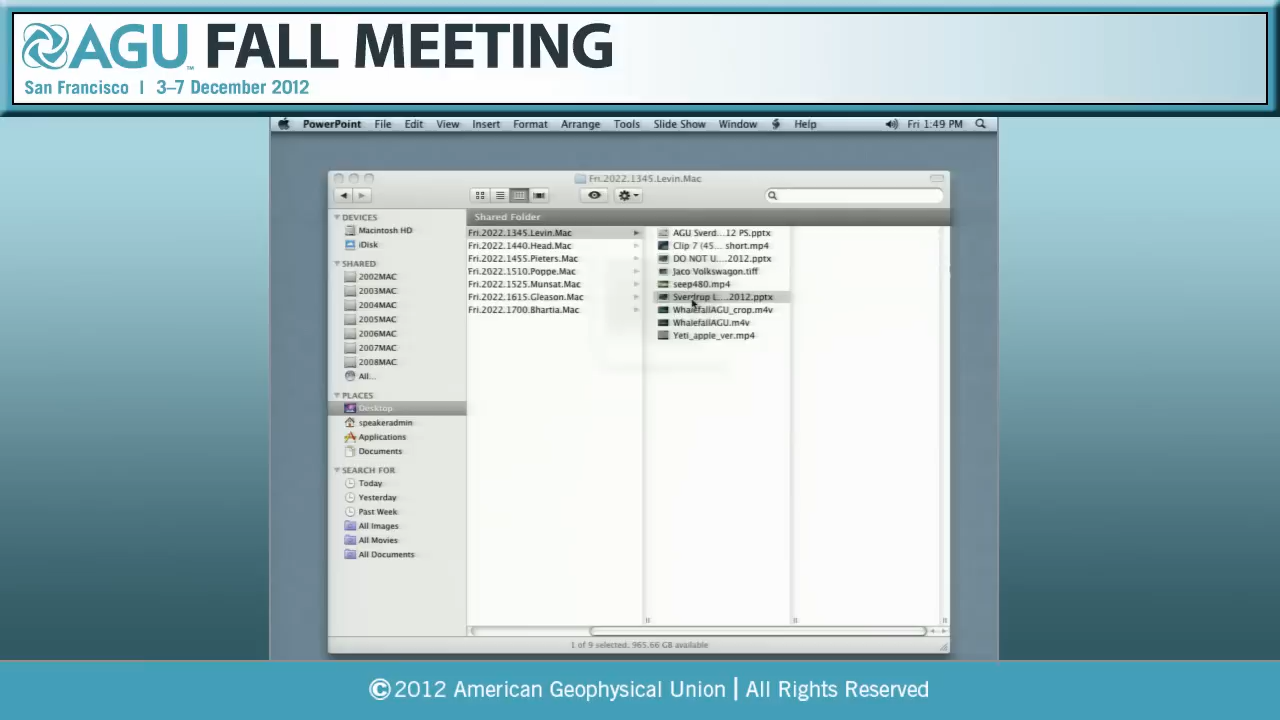 AGU FALL MEETING
San Francisco | 3–7 December 2012
PowerPoint File Edit View Insert Format Arrange Tools Slide Show Window Help Fri 1:49 PM
Fri.2022.1345.Levin.Mac
Shared Folder
DEVICES
Macintosh HD
iDisk
SHARED
2002MAC
2003MAC
2004MAC
2005MAC
2006MAC
2007MAC
2008MAC
All...
PLACES
Desktop
speakeradmin
Applications
Documents
SEARCH FOR
Today
Yesterday
Past Week
All Images
All Movies
All Documents
Fri.2022.1345.Levin.Mac
Fri.2022.1440.Head.Mac
Fri.2022.1455.Pieters.Mac
Fri.2022.1510.Poppe.Mac
Fri.2022.1525.Munsat.Mac
Fri.2022.1615.Gleason.Mac
Fri.2022.1700.Bhartia.Mac
AGU Sverd...12 PS.pptx
Clip 7 (45... short.mp4
DO NOT U...2012.pptx
Jaco Volkswagon.tiff
seep480.mp4
Sverdrup L...2012.pptx
WhalefallAGU_crop.m4v
WhalefallAGU.m4v
Yeti_apple_ver.mp4
1 of 9 selected, 965.66 GB available
©2012 American Geophysical Union | All Rights Reserved